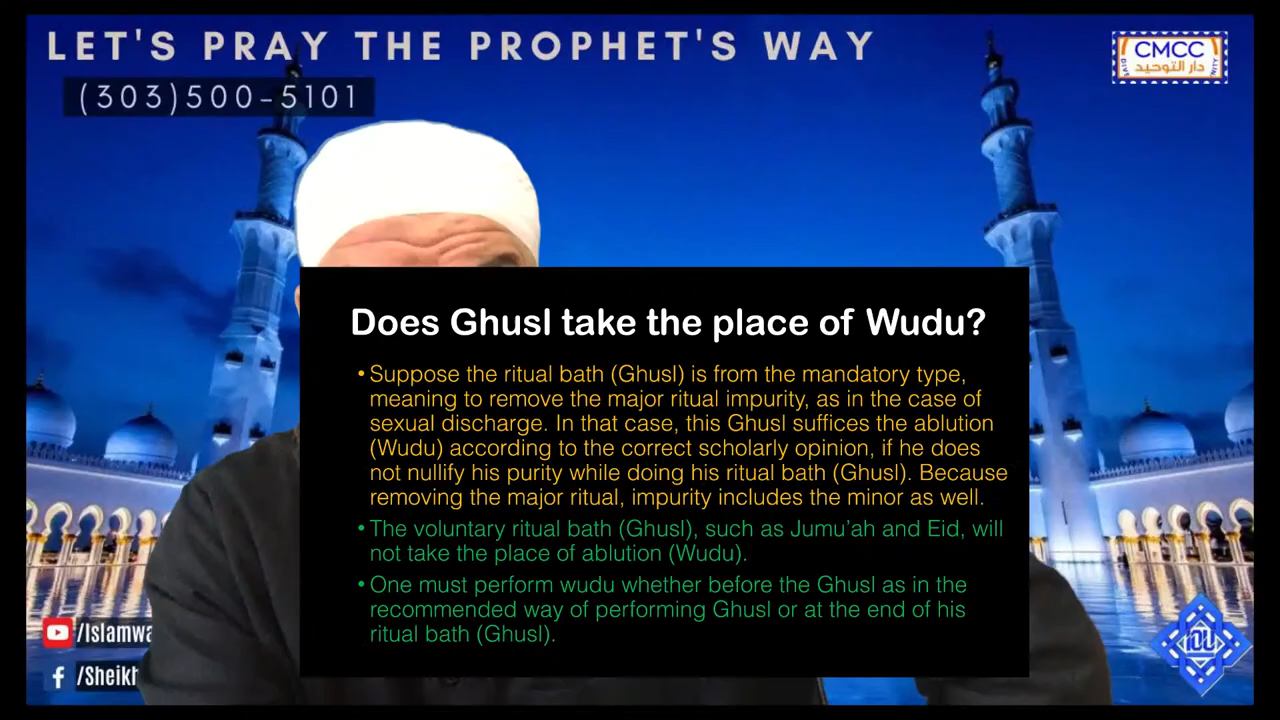 LET'S PRAY THE PROPHET'S WAY
(303)500-5101
CMCC
دار التوحيد
Does Ghusl take the place of Wudu?
• Suppose the ritual bath (Ghusl) is from the mandatory type,
meaning to remove the major ritual impurity, as in the case of
sexual discharge. In that case, this Ghusl suffices the ablution
(Wudu) according to the correct scholarly opinion, if he does
not nullify his purity while doing his ritual bath (Ghusl). Because
removing the major ritual, impurity includes the minor as well.
• The voluntary ritual bath (Ghusl), such as Jumu’ah and Eid, will
not take the place of ablution (Wudu).
• One must perform wudu whether before the Ghusl as in the
recommended way of performing Ghusl or at the end of his
ritual bath (Ghusl).
/Islamwa
/Sheikh